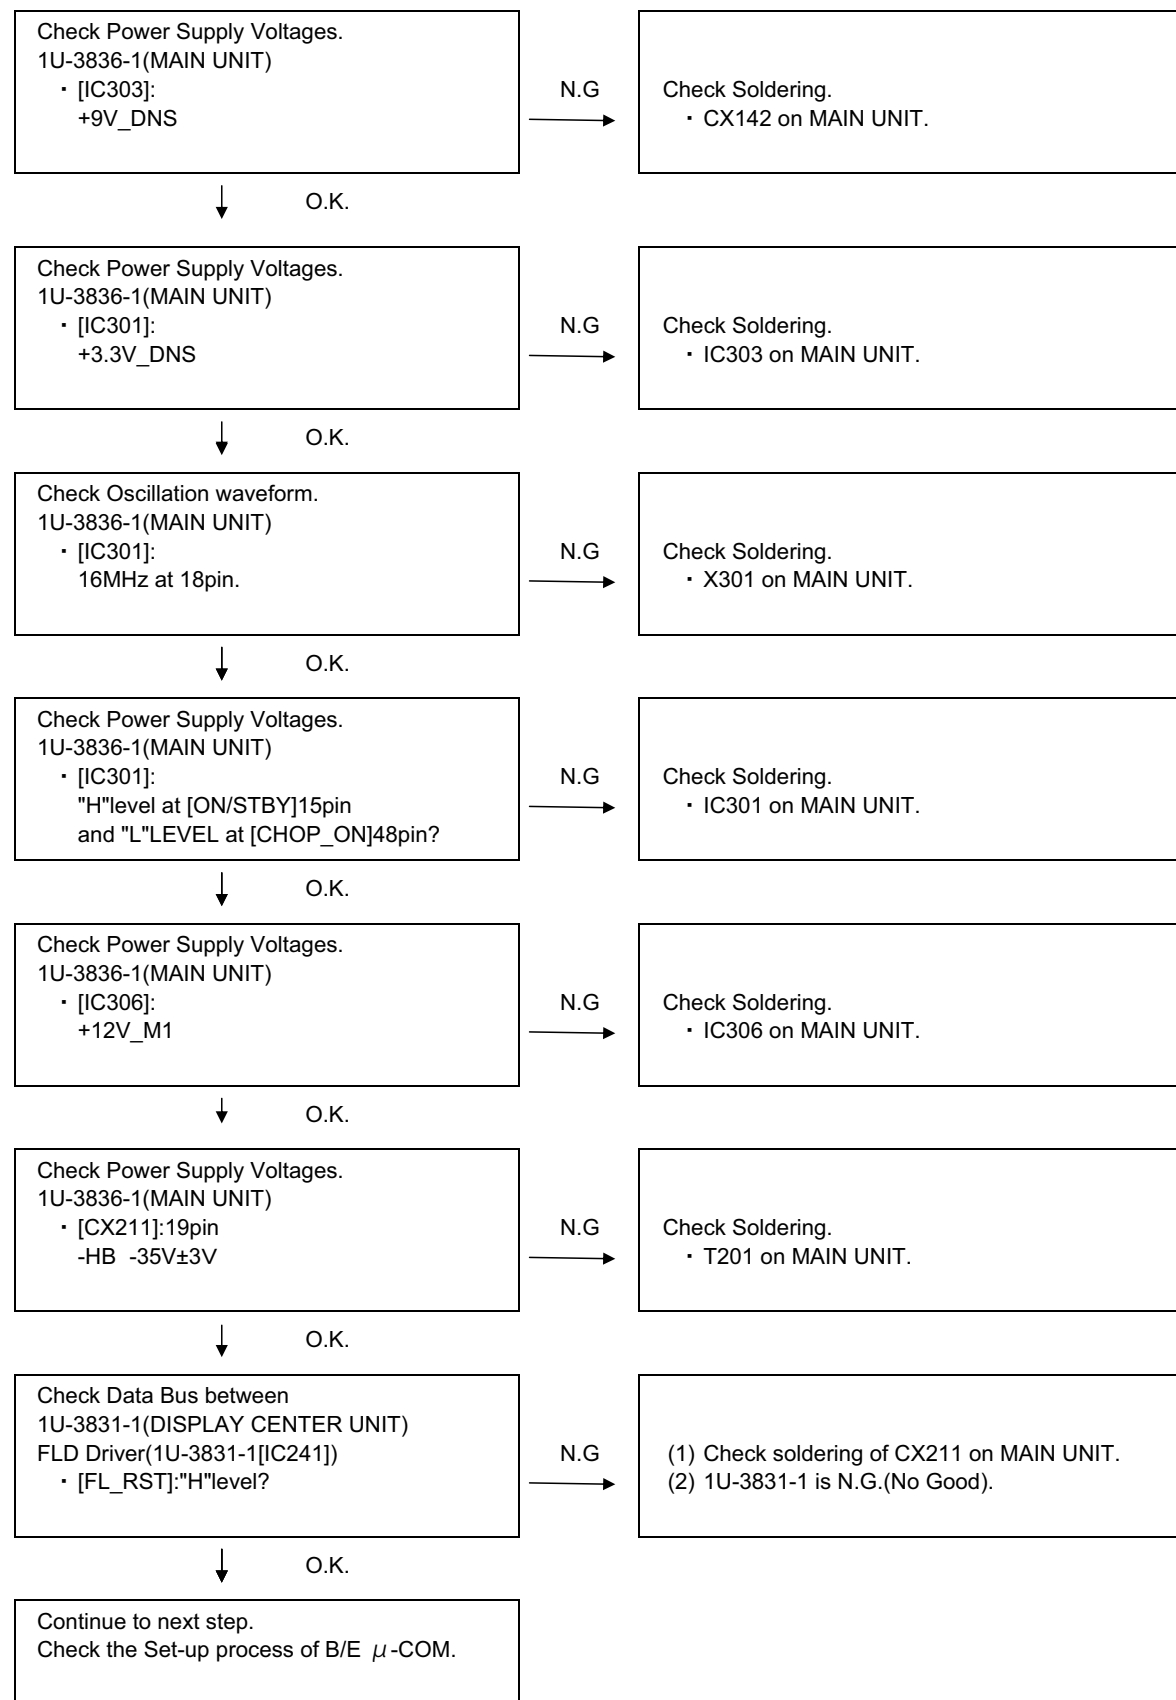 Check Power Supply Voltages.
1U-3836-1(MAIN UNIT)
・[IC303]:
+9V_DNS
N.G
Check Soldering.
・CX142 on MAIN UNIT.
O.K.
Check Power Supply Voltages.
1U-3836-1(MAIN UNIT)
・[IC301]:
+3.3V_DNS
N.G
Check Soldering.
・IC303 on MAIN UNIT.
O.K.
Check Oscillation waveform.
1U-3836-1(MAIN UNIT)
・[IC301]:
16MHz at 18pin.
N.G
Check Soldering.
・X301 on MAIN UNIT.
O.K.
Check Power Supply Voltages.
1U-3836-1(MAIN UNIT)
・[IC301]:
"H"level at [ON/STBY]15pin
and "L"LEVEL at [CHOP_ON]48pin?
N.G
Check Soldering.
・IC301 on MAIN UNIT.
O.K.
Check Power Supply Voltages.
1U-3836-1(MAIN UNIT)
・[IC306]:
+12V_M1
N.G
Check Soldering.
・IC306 on MAIN UNIT.
O.K.
Check Power Supply Voltages.
1U-3836-1(MAIN UNIT)
・[CX211]:19pin
-HB -35V±3V
N.G
Check Soldering.
・T201 on MAIN UNIT.
O.K.
Check Data Bus between
1U-3831-1(DISPLAY CENTER UNIT)
FLD Driver(1U-3831-1[IC241])
・[FL_RST]:"H"level?
N.G
(1) Check soldering of CX211 on MAIN UNIT.
(2) 1U-3831-1 is N.G.(No Good).
O.K.
Continue to next step.
Check the Set-up process of B/E μ-COM.